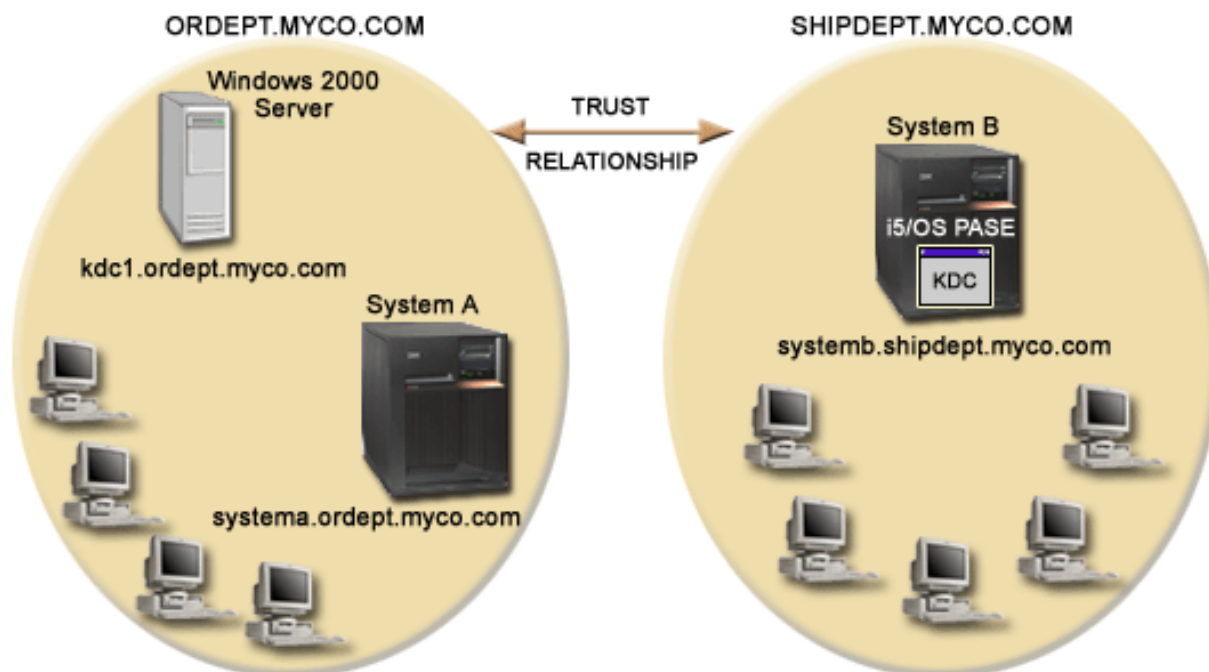 ORDEPT.MYCO.COM
SHIPDEPT.MYCO.COM
Windows 2000
Server
kdc1.ordept.myco.com
System A
systema.ordept.myco.com
TRUST
RELATIONSHIP
System B
i5/OS PASE
KDC
systemb.shipdept.myco.com